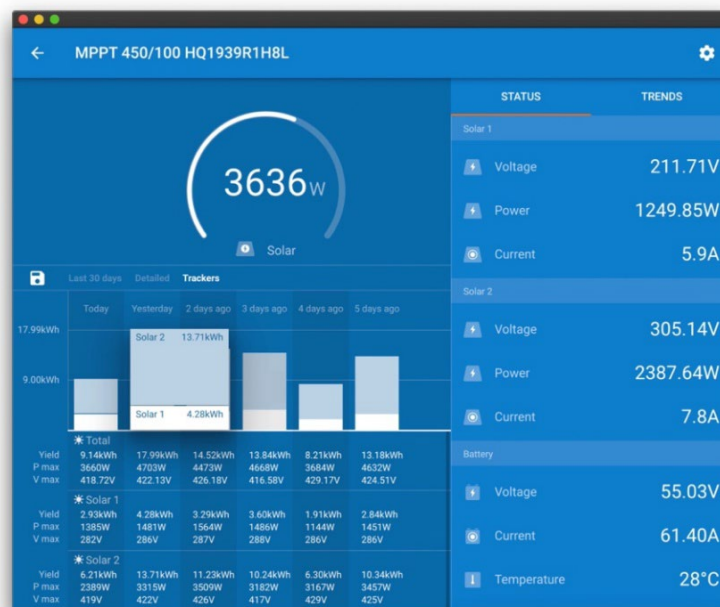 MPPT 450/100 HQ1939R1H8L
3636W
Solar
Last 30 days Detailed Trackers
Today Yesterday 2 days ago 3 days ago 4 days ago 5 days ago
17.99kWh
Solar 2 13.71kWh
9.00kWh
Solar 1 4.28kWh
Total
Yield 9.14kWh 17.99kWh 14.52kWh 13.84kWh 8.21kWh 13.18kWh
P max 3660W 4703W 4473W 4668W 3684W 4632W
V max 418.72V 422.13V 426.18V 416.58V 429.17V 424.51V
Solar 1
Yield 2.93kWh 4.28kWh 3.29kWh 3.60kWh 1.91kWh 2.84kWh
P max 1385W 1481W 1564W 1486W 1144W 1451W
V max 282V 286V 287V 288V 286V 286V
Solar 2
Yield 6.21kWh 13.71kWh 11.23kWh 10.24kWh 6.30kWh 10.34kWh
P max 2389W 3315W 3509W 3182W 3167W 3457W
V max 419V 422V 426V 417V 429V 425V
STATUS TRENDS
Solar 1
Voltage 211.71V
Power 1249.85W
Current 5.9A
Solar 2
Voltage 305.14V
Power 2387.64W
Current 7.8A
Battery
Voltage 55.03V
Current 61.40A
Temperature 28°C